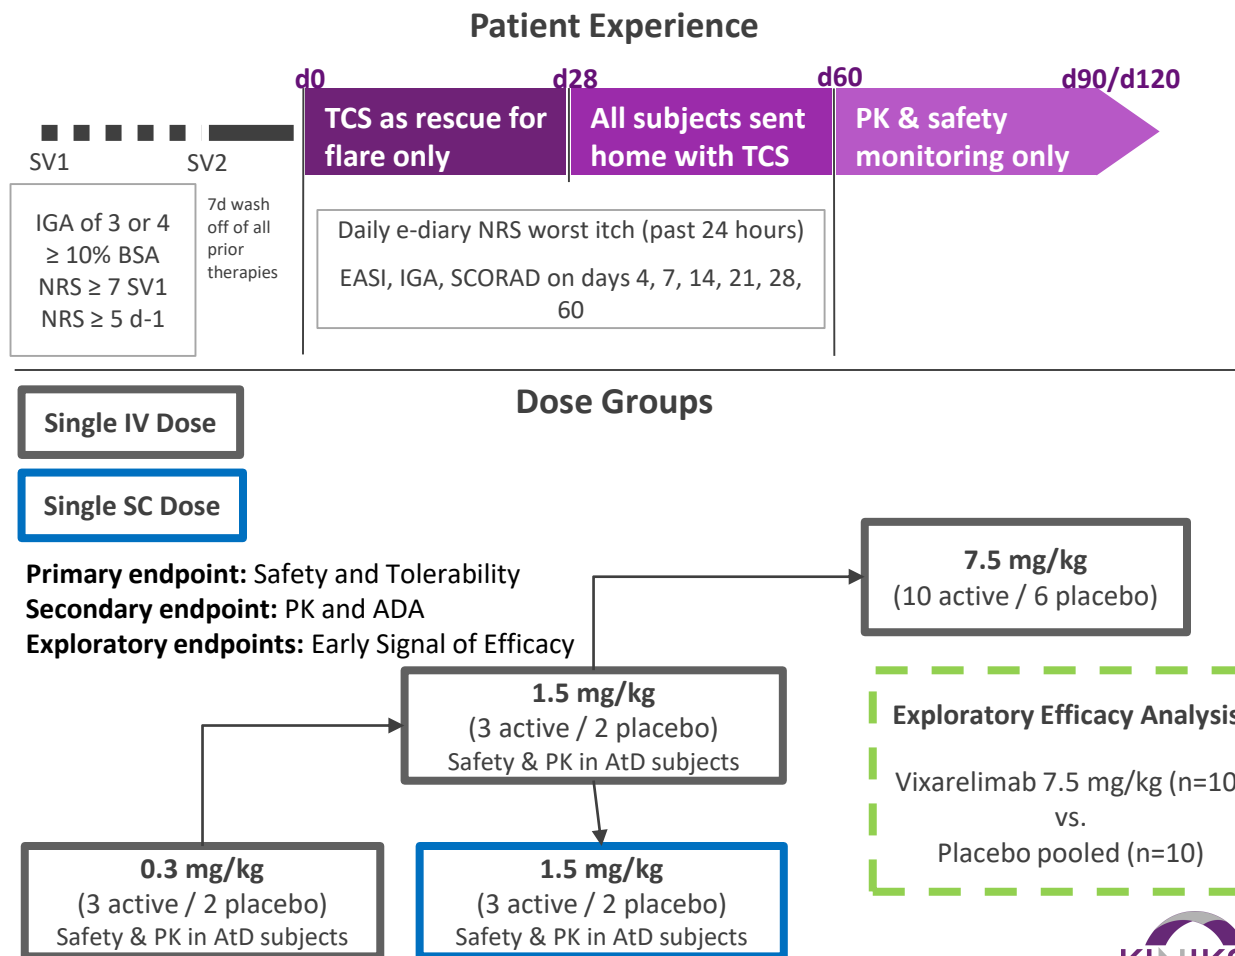 Patient Experience
d0
d28
d60
d90/d120
TCS as rescue for
flare only
All subjects sent
home with TCS
PK & safety
monitoring only
SV1
SV2
IGA of 3 or 4
≥ 10% BSA
NRS ≥ 7 SV1
NRS ≥ 5 d-1
7d wash
off of all
prior
therapies
Daily e-diary NRS worst itch (past 24 hours)
EASI, IGA, SCORAD on days 4, 7, 14, 21, 28,
60
Dose Groups
Single IV Dose
Single SC Dose
Primary endpoint: Safety and Tolerability
Secondary endpoint: PK and ADA
Exploratory endpoints: Early Signal of Efficacy
7.5 mg/kg
(10 active / 6 placebo)
1.5 mg/kg
(3 active / 2 placebo)
Safety & PK in AtD subjects
Exploratory Efficacy Analysis
Vixarelimab 7.5 mg/kg (n=10
vs.
Placebo pooled (n=10)
0.3 mg/kg
(3 active / 2 placebo)
Safety & PK in AtD subjects
1.5 mg/kg
(3 active / 2 placebo)
Safety & PK in AtD subjects